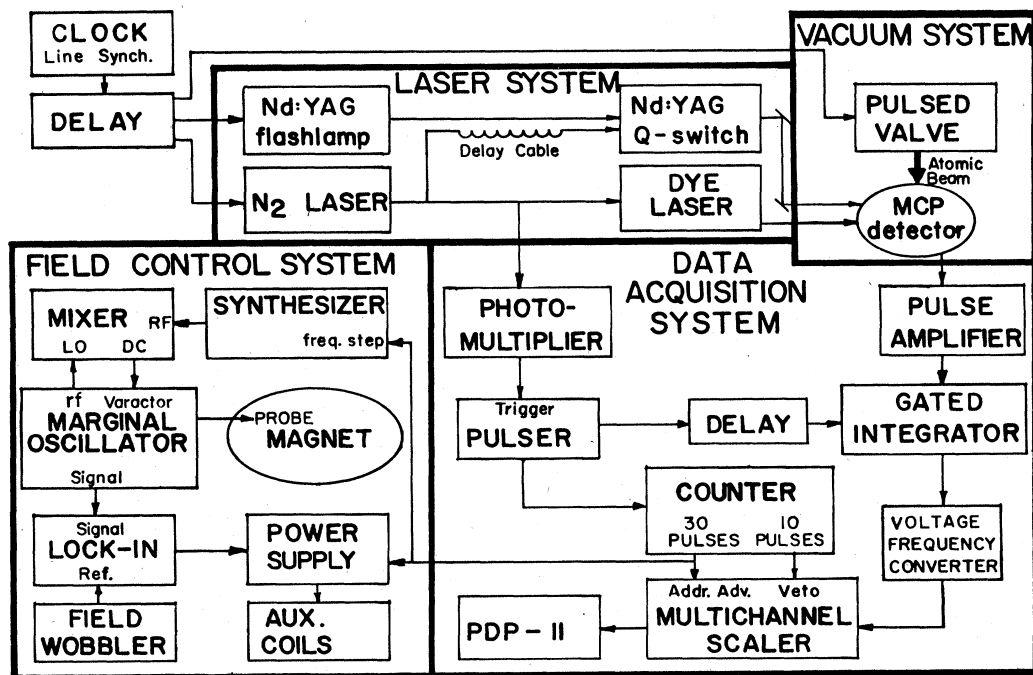 CLOCK
Line Synch.
DELAY
VACUUM SYSTEM
LASER SYSTEM
Nd:YAG
flashlamp
Delay Cable
Nd:YAG
Q-switch
PULSED
VALVE
Atomic
Beam
N2 LASER
DYE
LASER
MCP
detector
FIELD CONTROL SYSTEM
MIXER RF
LO DC
SYNTHESIZER
freq. step
rf Varactor
MARGINAL
OSCILLATOR
Signal
PROBE
MAGNET
Signal
LOCK-IN
Ref.
POWER
SUPPLY
FIELD
WOBBLER
AUX.
COILS
DATA
ACQUISITION
SYSTEM
PHOTO-
MULTIPLIER
PULSE
AMPLIFIER
Trigger
PULSER
DELAY
GATED
INTEGRATOR
COUNTER
30 10
PULSES PULSES
VOLTAGE
FREQUENCY
CONVERTER
Addr. Adv. Veto
MULTICHANNEL
SCALER
PDP-11